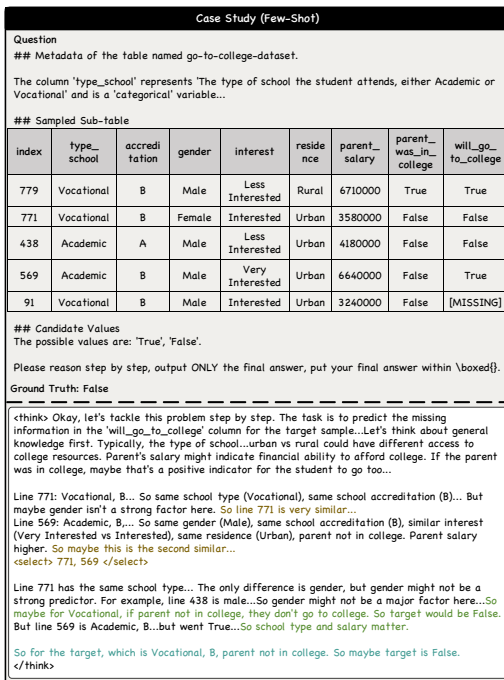 Case Study (Few-Shot)
Question
## Metadata of the table named go-to-college-dataset.
The column 'type_school' represents 'The type of school the student attends, either Academic or
Vocational' and is a 'categorical' variable...
## Sampled Sub-table
index type_ school accredi tation gender interest reside nce parent_ salary parent_ was_in_ college will_go_ to_college
779 Vocational B Male Less Interested Rural 6710000 True True
771 Vocational B Female Interested Urban 3580000 False False
438 Academic A Male Less Interested Urban 4180000 False False
569 Academic B Male Very Interested Urban 6640000 False True
91 Vocational B Male Interested Urban 3240000 False [MISSING]
## Candidate Values
The possible values are: 'True', 'False'.
Please reason step by step, output ONLY the final answer, put your final answer within \boxed{}.
Ground Truth: False
<think> Okay, let's tackle this problem step by step. The task is to predict the missing
information in the 'will_go_to_college' column for the target sample...Let's think about general
knowledge first. Typically, the type of school...urban vs rural could have different access to
college resources. Parent's salary might indicate financial ability to afford college. If the parent
was in college, maybe that's a positive indicator for the student to go too...
Line 771: Vocational, B... So same school type (Vocational), same school accreditation (B)... But
maybe gender isn't a strong factor here. So line 771 is very similar...
Line 569: Academic, B,... So same gender (Male), same school accreditation (B), similar interest
(Very Interested vs Interested), same residence (Urban), parent not in college. Parent salary
higher. So maybe this is the second similar...
<select> 771, 569 </select>
Line 771 has the same school type... The only difference is gender, but gender might not be a
strong predictor. For example, line 438 is male...So gender might not be a major factor here...So
maybe for Vocational, if parent not in college, they don't go to college. So target would be False.
But line 569 is Academic, B...but went True...So school type and salary matter.
So for the target, which is Vocational, B, parent not in college. So maybe target is False.
</think>